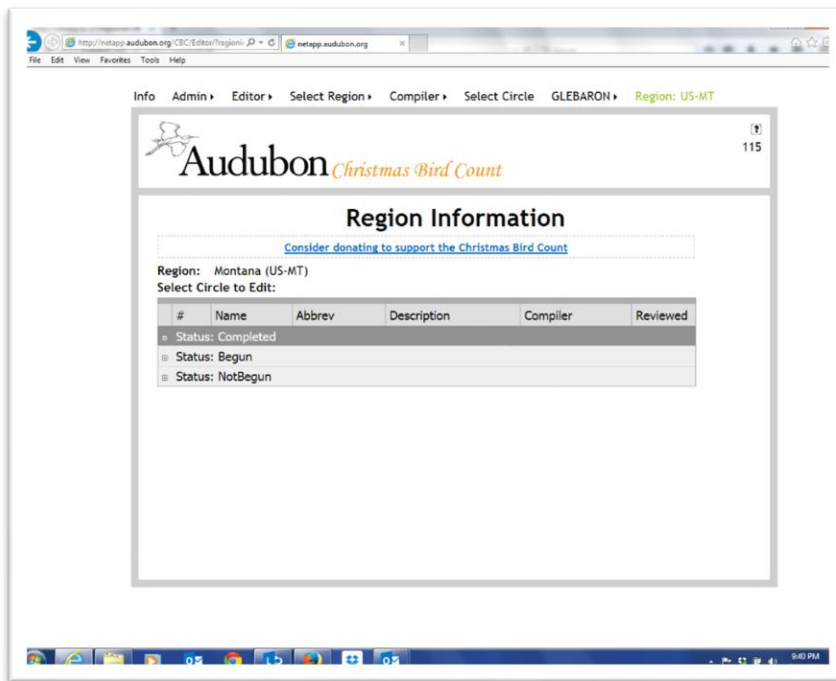 http://netapp.audubon.org/CBC/Editor/?regioni
netapp.audubon.org
File Edit View Favorites Tools Help
Info Admin Editor Select Region Compiler Select Circle GLEBARON Region: US-MT
115
Audubon Christmas Bird Count
Region Information
Consider donating to support the Christmas Bird Count
Region: Montana (US-MT)
Select Circle to Edit:
# Name Abbrev Description Compiler Reviewed
Status: Completed
Status: Begun
Status: NotBegun
9:40 PM